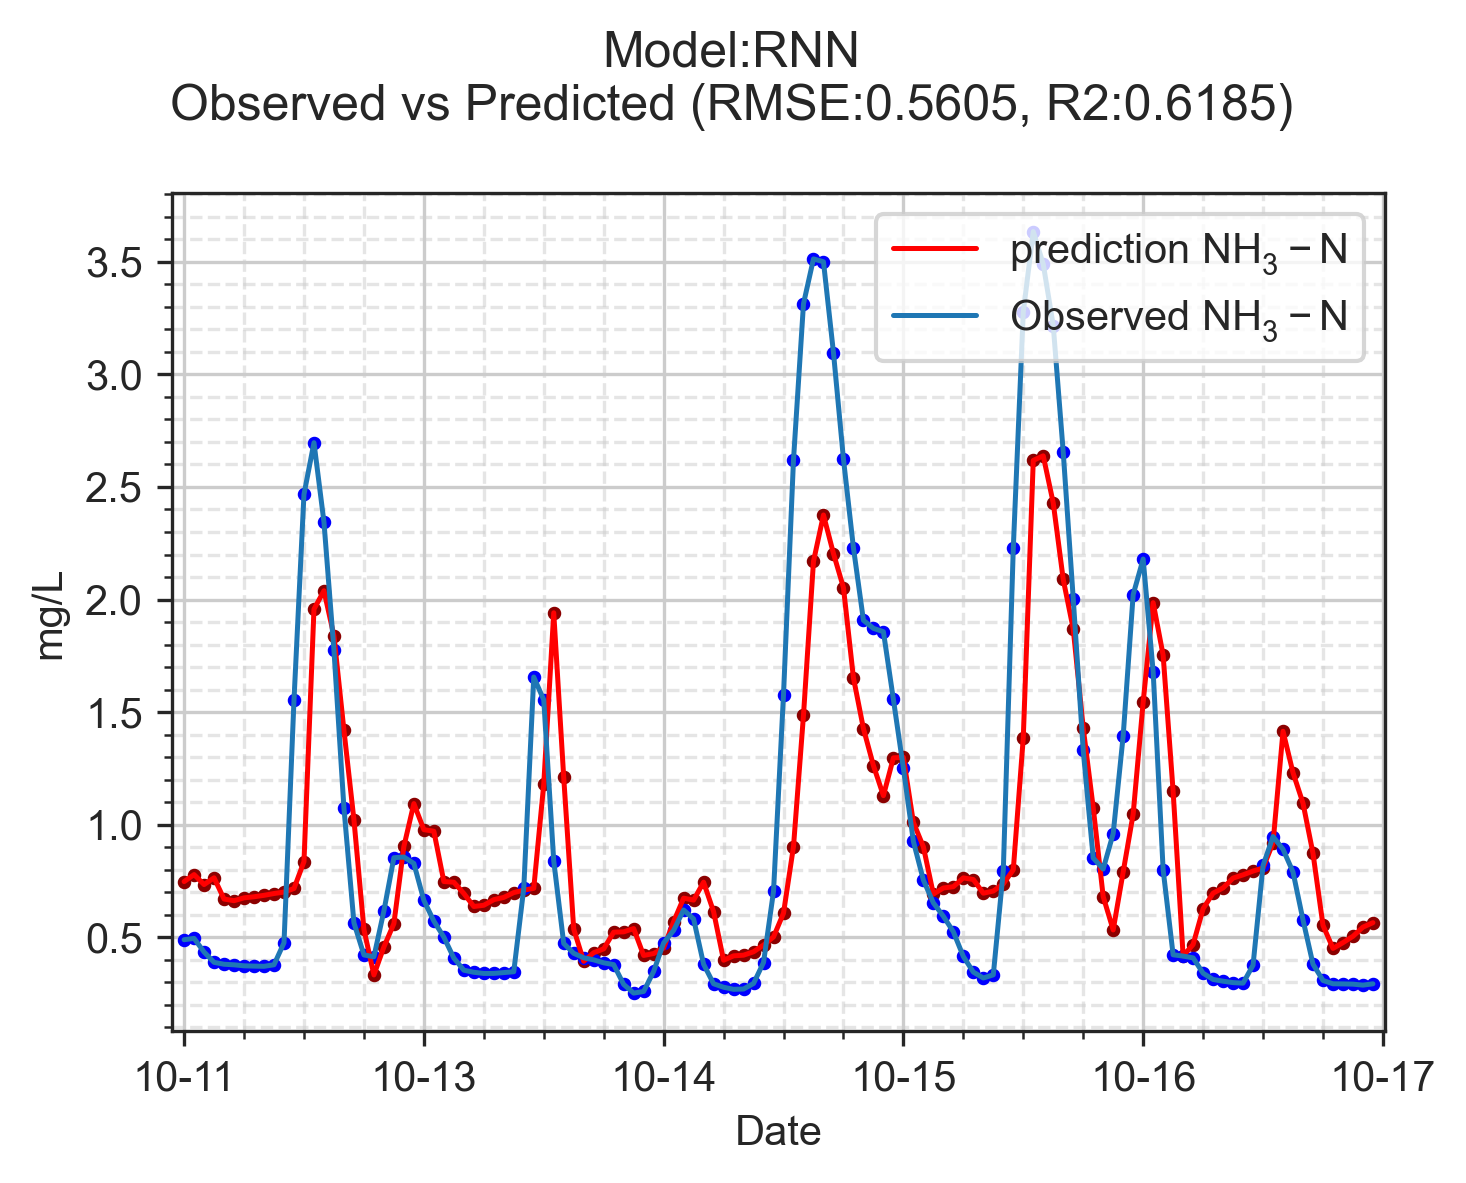 Model:RNN
Observed vs Predicted (RMSE:0.5605, R2:0.6185)
prediction NH₃ − N
Observed NH₃ − N
3.5
3.0
2.5
2.0
1.5
1.0
0.5
mg/L
10-11 10-13 10-14 10-15 10-16 10-17
Date